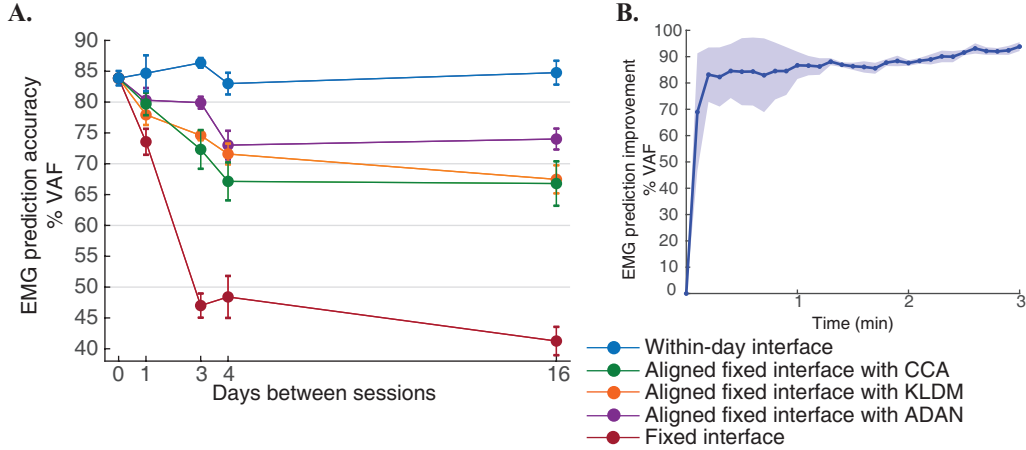 A.
EMG prediction accuracy
% VAF
90
85
80
75
70
65
60
55
50
45
40
0 1 3 4 16
Days between sessions
B.
EMG prediction improvement
% VAF
100
90
80
70
60
50
40
30
20
10
0
1 2 3
Time (min)
Within-day interface
Aligned fixed interface with CCA
Aligned fixed interface with KLDM
Aligned fixed interface with ADAN
Fixed interface